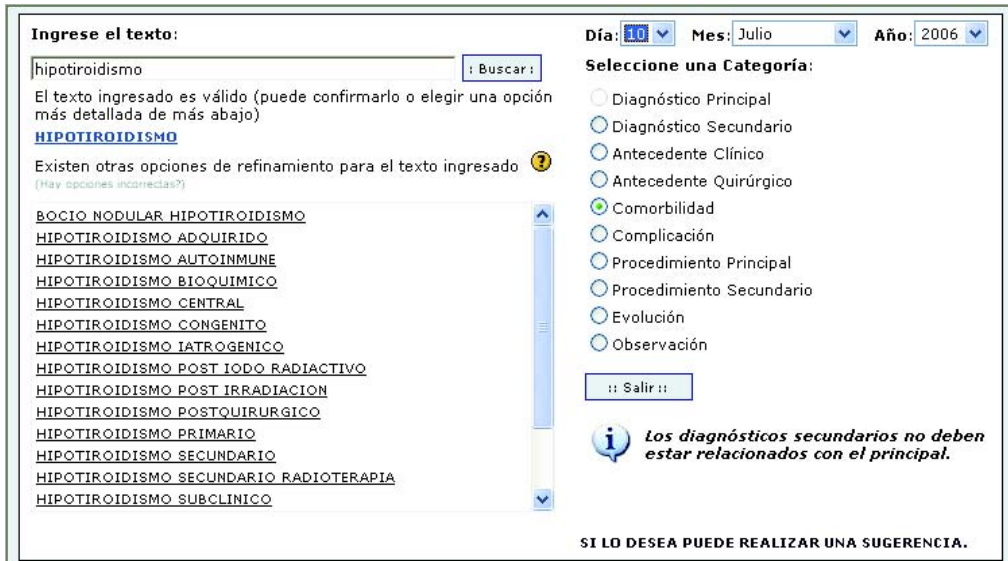 Ingrese el texto:
hipotiroidismo
: Buscar :
El texto ingresado es válido (puede confirmarlo o elegir una opción
más detallada de más abajo)
HIPOTIROIDISMO
Existen otras opciones de refinamiento para el texto ingresado ?
(Hay opciones incorrectas?)
BOCIO NODULAR HIPOTIROIDISMO
HIPOTIROIDISMO ADQUIRIDO
HIPOTIROIDISMO AUTOINMUNE
HIPOTIROIDISMO BIOQUIMICO
HIPOTIROIDISMO CENTRAL
HIPOTIROIDISMO CONGENITO
HIPOTIROIDISMO IATROGENICO
HIPOTIROIDISMO POST IODO RADIACTIVO
HIPOTIROIDISMO POST IRRADIACION
HIPOTIROIDISMO POSTQUIRURGICO
HIPOTIROIDISMO PRIMARIO
HIPOTIROIDISMO SECUNDARIO
HIPOTIROIDISMO SECUNDARIO RADIOTERAPIA
HIPOTIROIDISMO SUBCLINICO
Día: 10 Mes: Julio Año: 2006
Seleccione una Categoría:
Diagnóstico Principal
Diagnóstico Secundario
Antecedente Clínico
Antecedente Quirúrgico
Comorbilidad
Complicación
Procedimiento Principal
Procedimiento Secundario
Evolución
Observación
:: Salir ::
i Los diagnósticos secundarios no deben
estar relacionados con el principal.
SI LO DESEA PUEDE REALIZAR UNA SUGERENCIA.